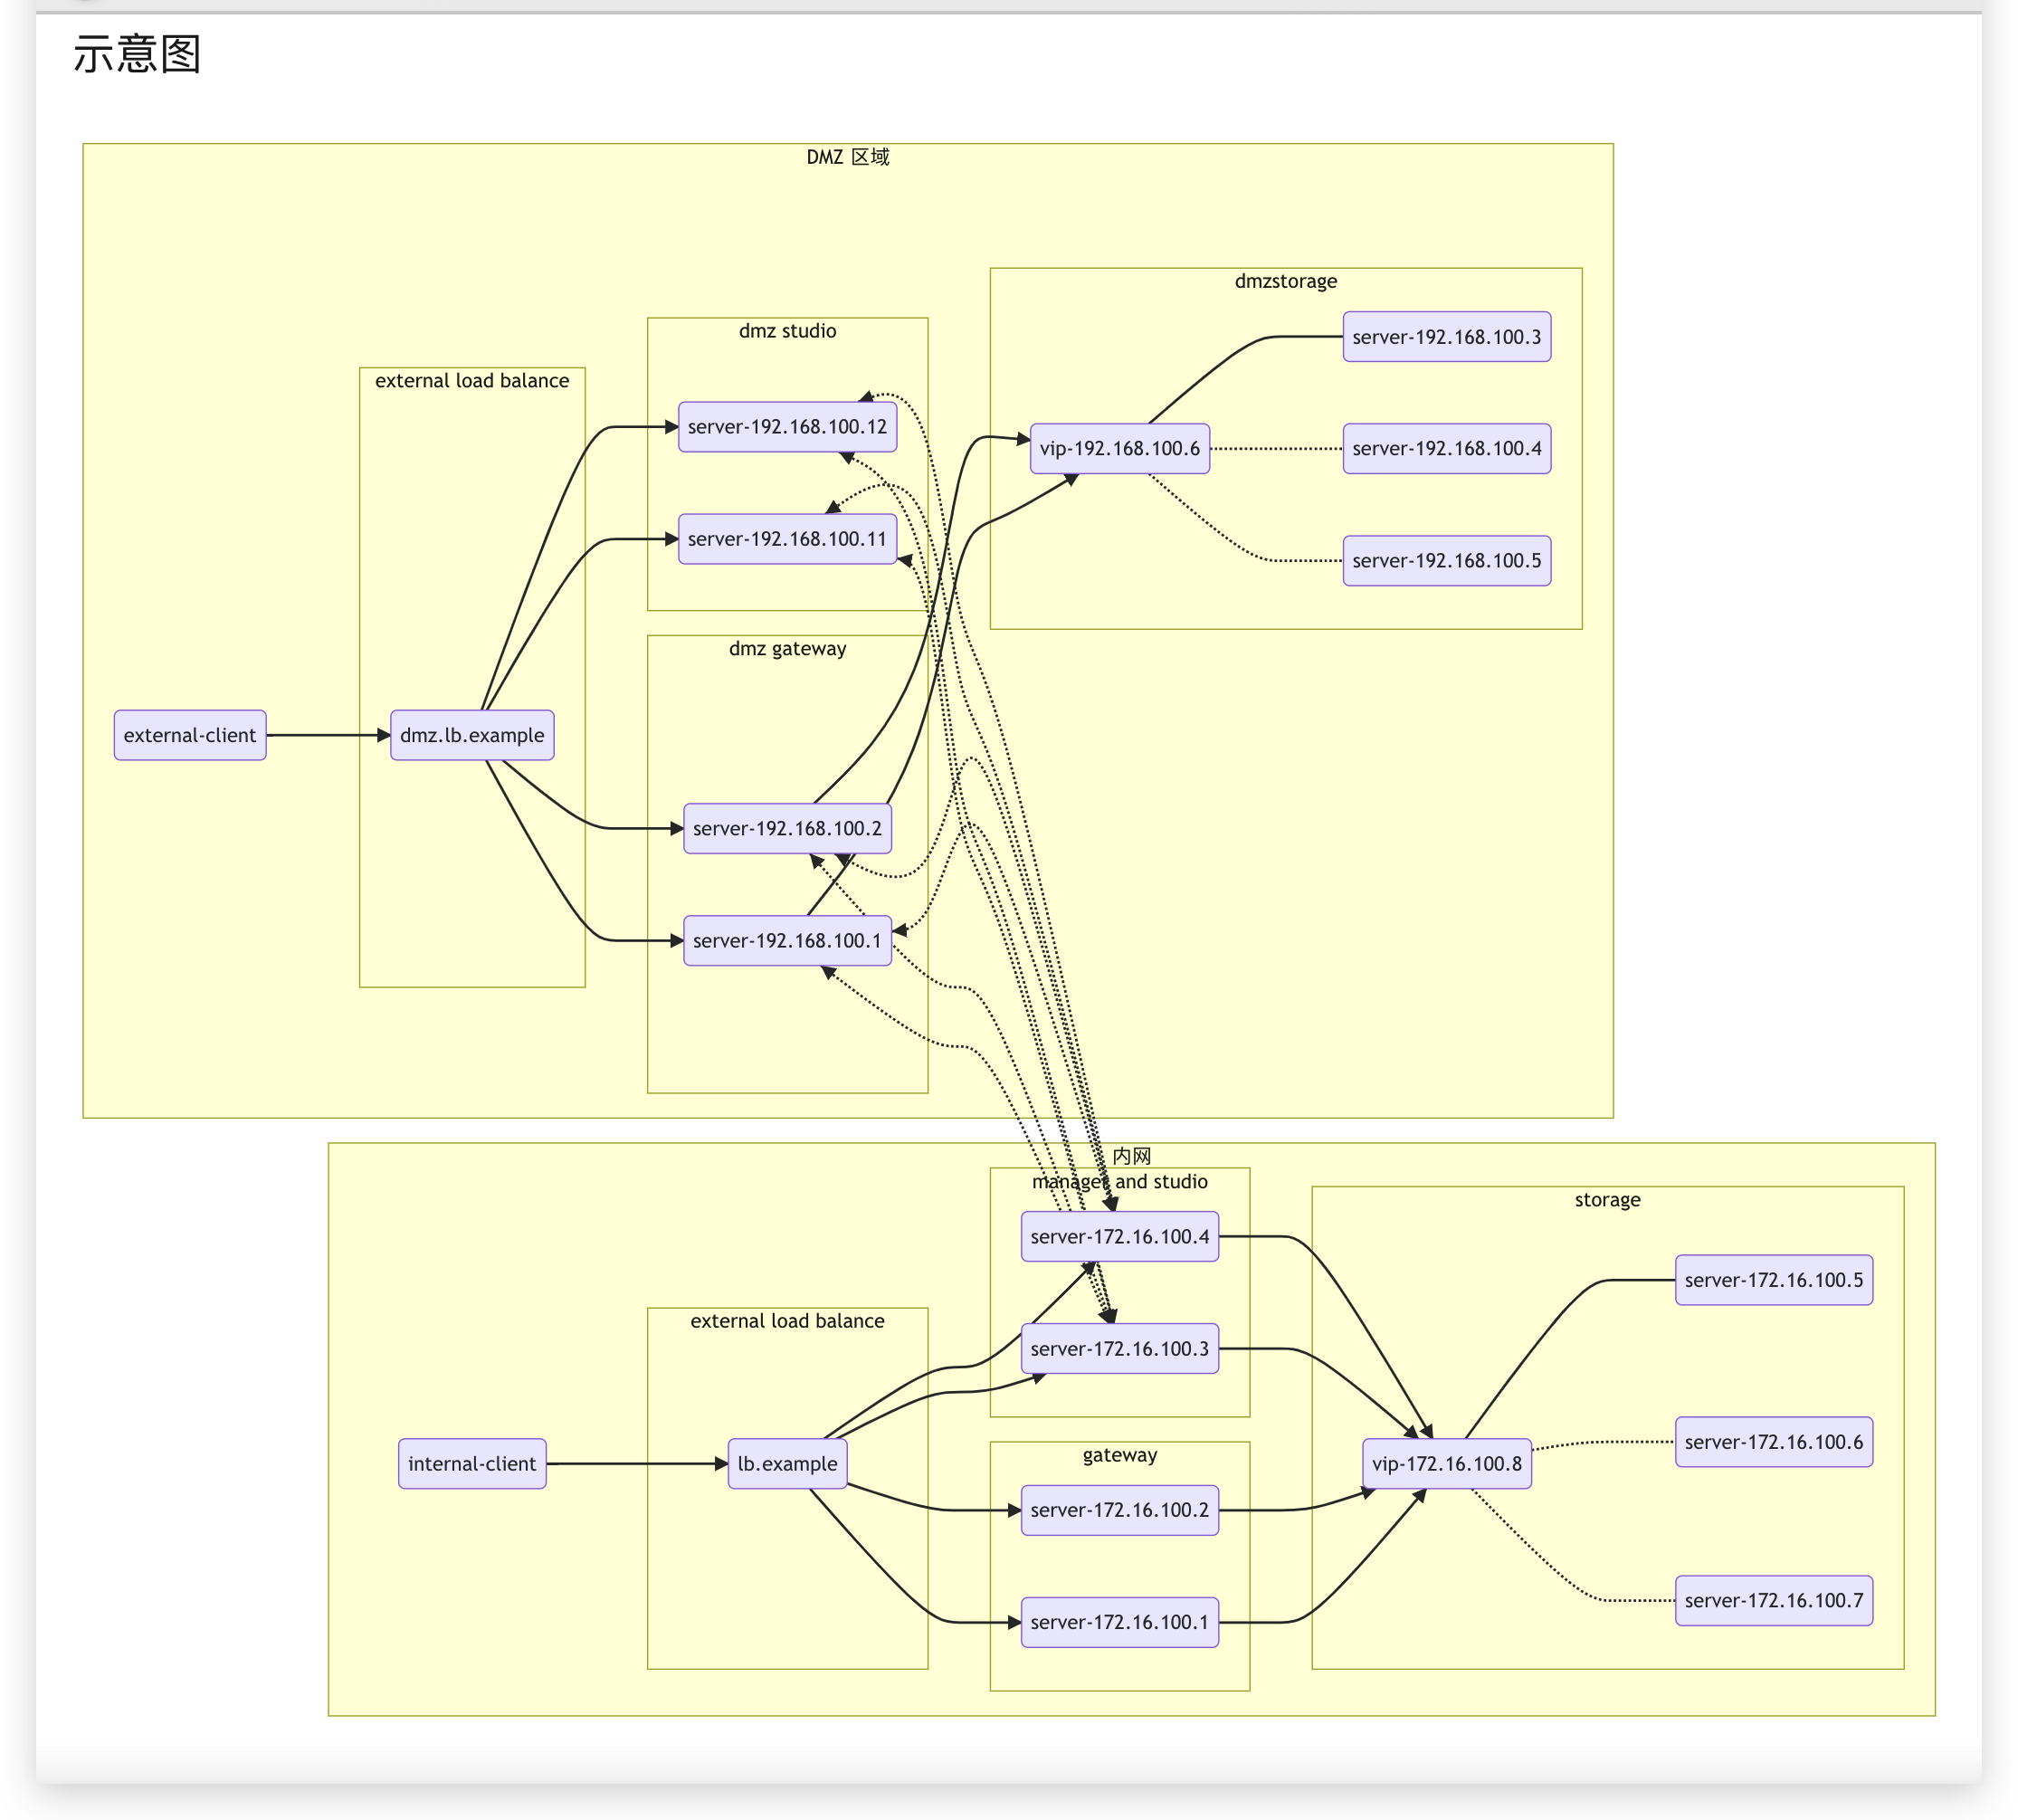 示意图
DMZ 区域
dmzstorage
server-192.168.100.3
dmz studio
external load balance
server-192.168.100.12
vip-192.168.100.6
server-192.168.100.4
server-192.168.100.11
server-192.168.100.5
dmz gateway
external-client
dmz.lb.example
server-192.168.100.2
server-192.168.100.1
内网
manager and studio
storage
server-172.16.100.4
server-172.16.100.5
external load balance
server-172.16.100.3
server-172.16.100.6
gateway
internal-client
lb.example
vip-172.16.100.8
server-172.16.100.2
server-172.16.100.7
server-172.16.100.1